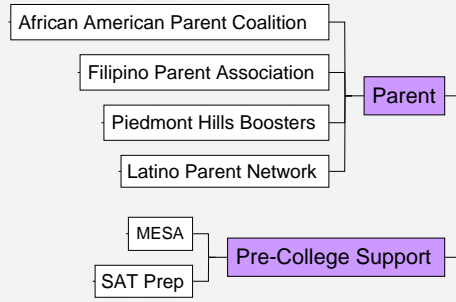 African American Parent Coalition
Filipino Parent Association
Parent
Piedmont Hills Boosters
Latino Parent Network
MESA
Pre-College Support
SAT Prep